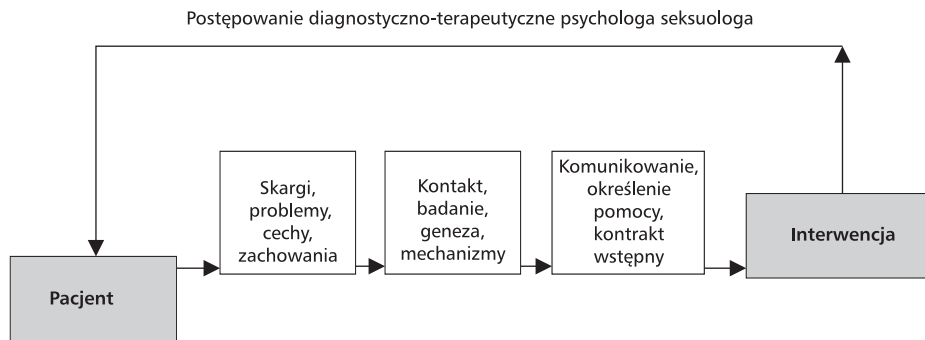 Postępowanie diagnostyczno-terapeutyczne psychologa seksuologa
Pacjent
Skargi,
problemy,
cechy,
zachowania
Kontakt,
badanie,
geneza,
mechanizmy
Komunikowanie,
określenie
pomocy,
kontrakt
wstępny
Interwencja